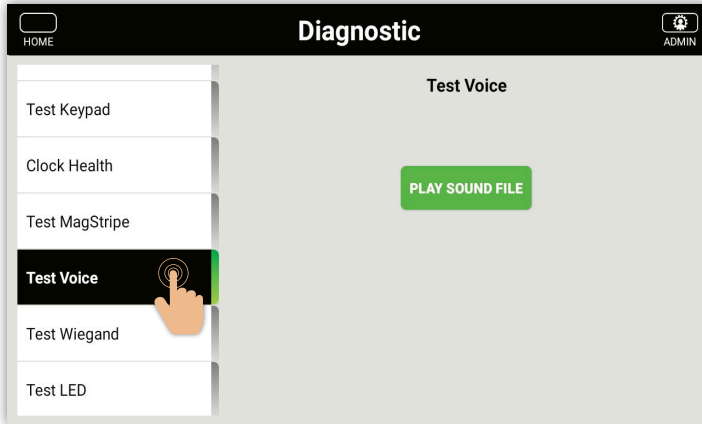 HOME
Diagnostic
ADMIN
Test Keypad
Clock Health
Test MagStripe
Test Voice
Test Wiegand
Test LED
Test Voice
PLAY SOUND FILE